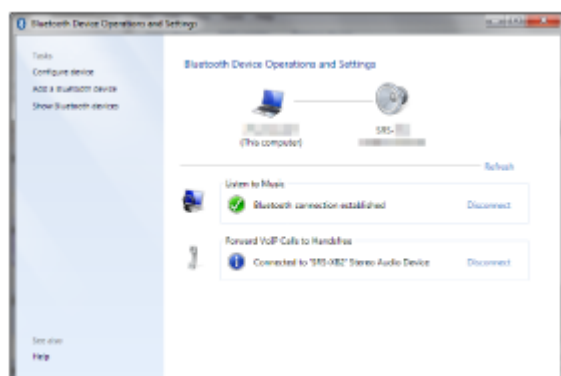 Bluetooth Device Operations and Settings
Tasks
Configure device
Add a Bluetooth device
Show Bluetooth devices
See also
Help
Bluetooth Device Operations and Settings
(This computer)
SRS-
Refresh
Listen to Music
Bluetooth connection established
Disconnect
Forward VoIP Calls to Handsfree
Connected to "SRS-XB2" Stereo Audio Device
Disconnect